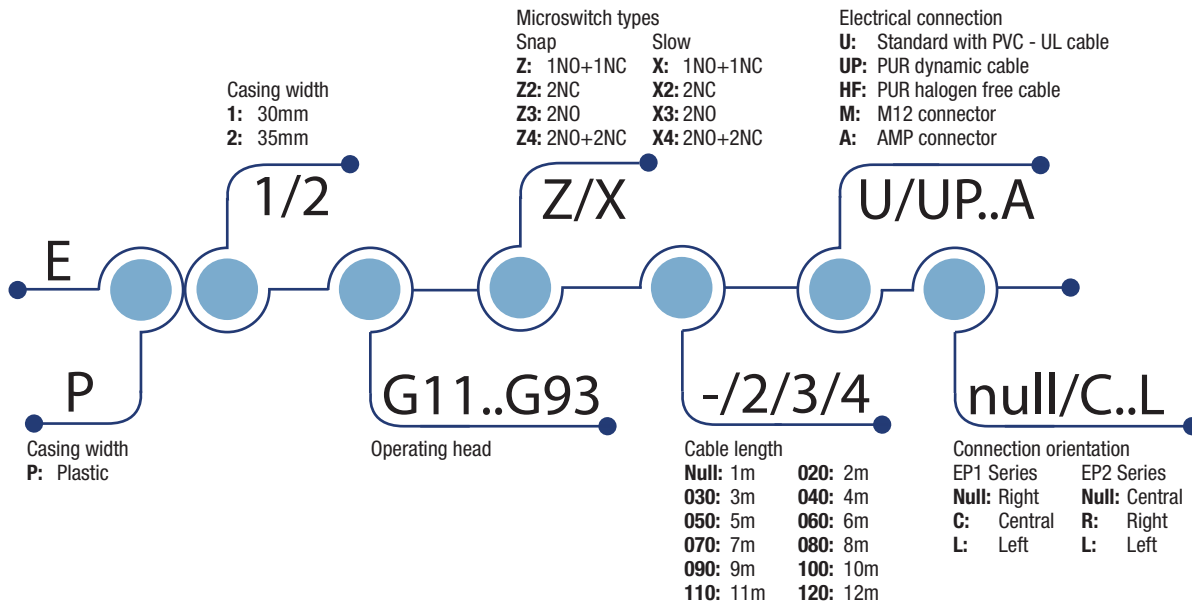 Microswitch types
Snap Slow
Z: 1NO+1NC X: 1NO+1NC
Z2: 2NC X2: 2NC
Z3: 2NO X3: 2NO
Z4: 2NO+2NC X4: 2NO+2NC
Electrical connection
U: Standard with PVC - UL cable
UP: PUR dynamic cable
HF: PUR halogen free cable
M: M12 connector
A: AMP connector
Casing width
1: 30mm
2: 35mm
1/2
Z/X
U/UP..A
E
P
G11..G93
-/2/3/4
null/C..L
Casing width
P: Plastic
Operating head
Cable length
Null: 1m 020: 2m
030: 3m 040: 4m
050: 5m 060: 6m
070: 7m 080: 8m
090: 9m 100: 10m
110: 11m 120: 12m
Connection orientation
EP1 Series EP2 Series
Null: Right Null: Central
C: Central R: Right
L: Left L: Left